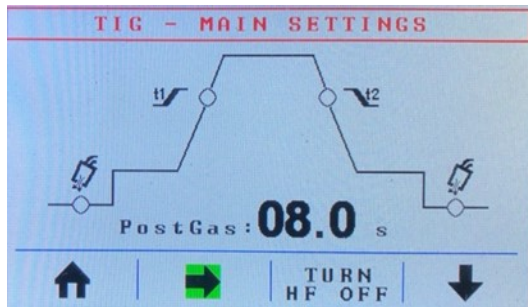 TIG - MAIN SETTINGS
t1
t2
PostGas: 08.0 s
TURN
HF OFF